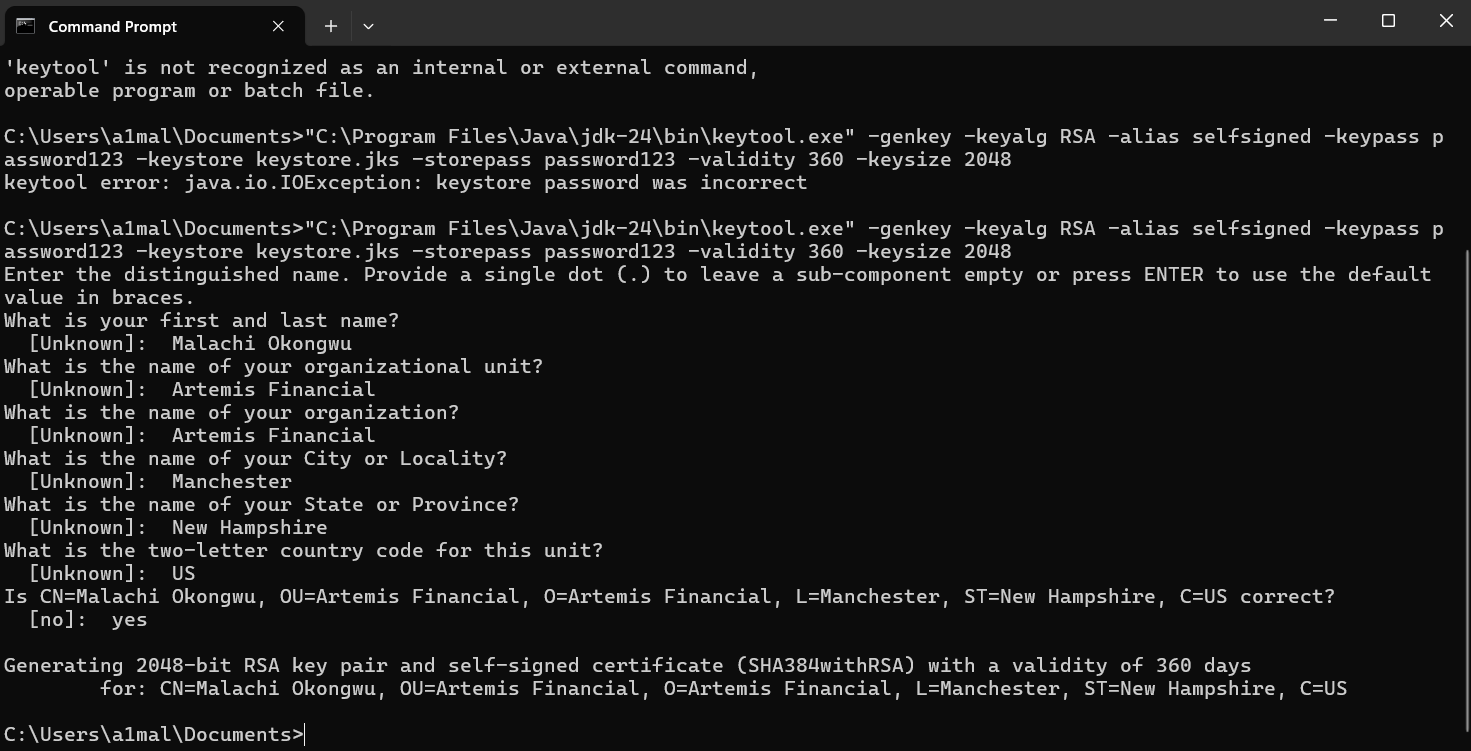 Command Prompt
'keytool' is not recognized as an internal or external command,
operable program or batch file.
C:\Users\a1mal\Documents>"C:\Program Files\Java\jdk-24\bin\keytool.exe" -genkey -keyalg RSA -alias selfsigned -keypass p
assword123 -keystore keystore.jks -storepass password123 -validity 360 -keysize 2048
keytool error: java.io.IOException: keystore password was incorrect
C:\Users\a1mal\Documents>"C:\Program Files\Java\jdk-24\bin\keytool.exe" -genkey -keyalg RSA -alias selfsigned -keypass p
assword123 -keystore keystore.jks -storepass password123 -validity 360 -keysize 2048
Enter the distinguished name. Provide a single dot (.) to leave a sub-component empty or press ENTER to use the default
value in braces.
What is your first and last name?
  [Unknown]:  Malachi Okongwu
What is the name of your organizational unit?
  [Unknown]:  Artemis Financial
What is the name of your organization?
  [Unknown]:  Artemis Financial
What is the name of your City or Locality?
  [Unknown]:  Manchester
What is the name of your State or Province?
  [Unknown]:  New Hampshire
What is the two-letter country code for this unit?
  [Unknown]:  US
Is CN=Malachi Okongwu, OU=Artemis Financial, O=Artemis Financial, L=Manchester, ST=New Hampshire, C=US correct?
  [no]:  yes
Generating 2048-bit RSA key pair and self-signed certificate (SHA384withRSA) with a validity of 360 days
        for: CN=Malachi Okongwu, OU=Artemis Financial, O=Artemis Financial, L=Manchester, ST=New Hampshire, C=US
C:\Users\a1mal\Documents>